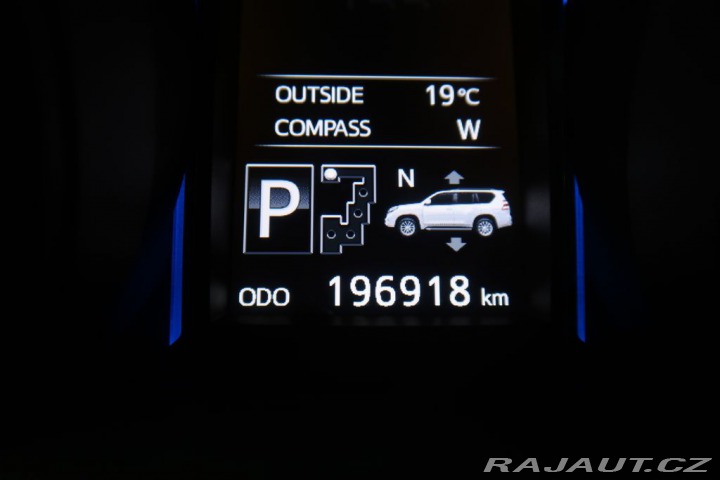 OUTSIDE 19°C
COMPASS W
P N
ODO 196918 km
RAJAUT.CZ